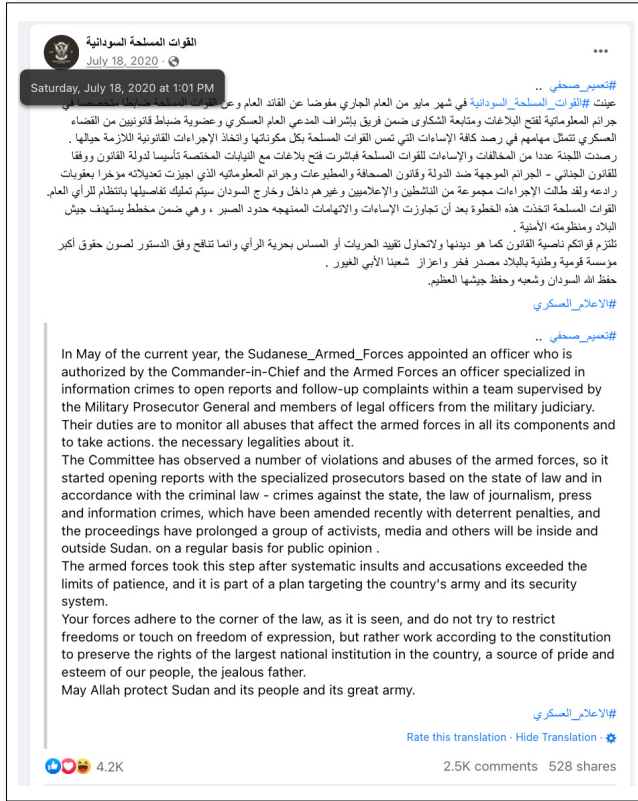 القوات المسلحة السودانية
July 18, 2020 ·
Saturday, July 18, 2020 at 1:01 PM
#تعميم_صحفي ..
عينت #القوات_المسلحة_السودانية في شهر مايو من العام الجاري مفوضا من القائد العام وعن القوات المسلحة ضابطا متخصصا في
جرائم المعلوماتية لفتح البلاغات ومتابعة الشكاوى ضمن فريق بإشراف المدعي العام العسكري وعضوية ضباط قانونيين من القضاء
العسكري تتمثل مهامهم في رصد كافة الإساءات التي تمس القوات المسلحة بكل مكوناتها واتخاذ الإجراءات القانونية اللازمة حيالها .
رصدت اللجنة عددا من المخالفات والإساءات للقوات المسلحة فباشرت فتح بلاغات مع النيابات المختصة تأسيسا لدولة القانون ووفقا
للقانون الجنائي - الجرائم الموجهة ضد الدولة وقانون الصحافة والمطبوعات وجرائم المعلوماتيه الذي اجيزت تعديلاته مؤخرا بعقوبات
رادعه ولقد طالت الإجراءات مجموعة من الناشطين والإعلاميين وغيرهم داخل وخارج السودان سيتم تمليك تفاصيلها بانتظام للرأي العام.
القوات المسلحة اتخذت هذه الخطوة بعد أن تجاوزت الإساءات والاتهامات الممنهجه حدود الصبر ، وهي ضمن مخطط يستهدف جيش
البلاد ومنظومته الأمنية .
تلتزم قواتكم ناصية القانون كما هو ديدنها ولاتحاول تقييد الحريات أو المساس بحرية الرأي وانما تنافح وفق الدستور لصون حقوق أكبر
مؤسسة قومية وطنية بالبلاد مصدر فخر واعزاز شعبنا الأبي الغيور .
حفظ الله السودان وشعبه وحفظ جيشها العظيم.
#الاعلام_العسكري
#تعميم_صحفي ..
In May of the current year, the Sudanese_Armed_Forces appointed an officer who is
authorized by the Commander-in-Chief and the Armed Forces an officer specialized in
information crimes to open reports and follow-up complaints within a team supervised by
the Military Prosecutor General and members of legal officers from the military judiciary.
Their duties are to monitor all abuses that affect the armed forces in all its components and
to take actions. the necessary legalities about it.
The Committee has observed a number of violations and abuses of the armed forces, so it
started opening reports with the specialized prosecutors based on the state of law and in
accordance with the criminal law - crimes against the state, the law of journalism, press
and information crimes, which have been amended recently with deterrent penalties, and
the proceedings have prolonged a group of activists, media and others will be inside and
outside Sudan. on a regular basis for public opinion .
The armed forces took this step after systematic insults and accusations exceeded the
limits of patience, and it is part of a plan targeting the country's army and its security
system.
Your forces adhere to the corner of the law, as it is seen, and do not try to restrict
freedoms or touch on freedom of expression, but rather work according to the constitution
to preserve the rights of the largest national institution in the country, a source of pride and
esteem of our people, the jealous father.
May Allah protect Sudan and its people and its great army.
#الاعلام_العسكري
Rate this translation · Hide Translation ·
4.2K 2.5K comments 528 shares